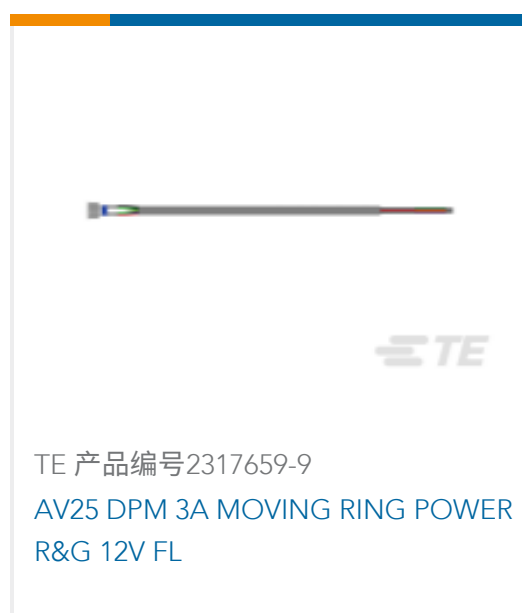 TE
TE 产品编号2317659-9
AV25 DPM 3A MOVING RING POWER
R&G 12V FL